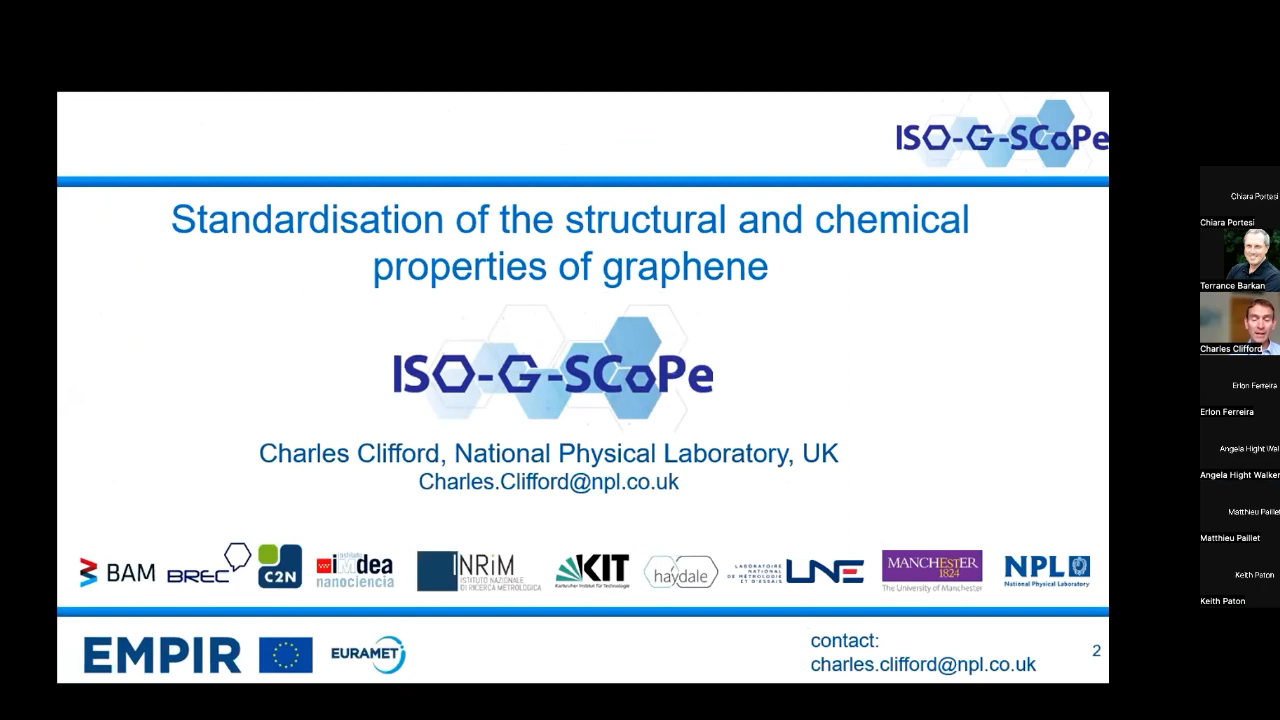 ISO-G-SCoPe
Standardisation of the structural and chemical
properties of graphene
ISO-G-SCoPe
Charles Clifford, National Physical Laboratory, UK
Charles.Clifford@npl.co.uk
BAM
BREC
C2N
instituto
iMdea
nanociencia
INRiM
ISTITUTO NAZIONALE
DI RICERCA METROLOGICA
KIT
Karlsruher Institut für Technologie
haydale
LABORATOIRE
NATIONAL
DE MÉTROLOGIE
ET D'ESSAIS
LNE
MANCHESTER
1824
The University of Manchester
NPL
National Physical Laboratory
EMPIR
EURAMET
contact:
charles.clifford@npl.co.uk
2
Chiara Portesi
Chiara Portesi
Terrance Barkan
Charles Clifford
Erlon Ferreira
Erlon Ferreira
Angela Hight Wal
Angela Hight Walker
Matthieu Paillet
Matthieu Paillet
Keith Paton
Keith Paton